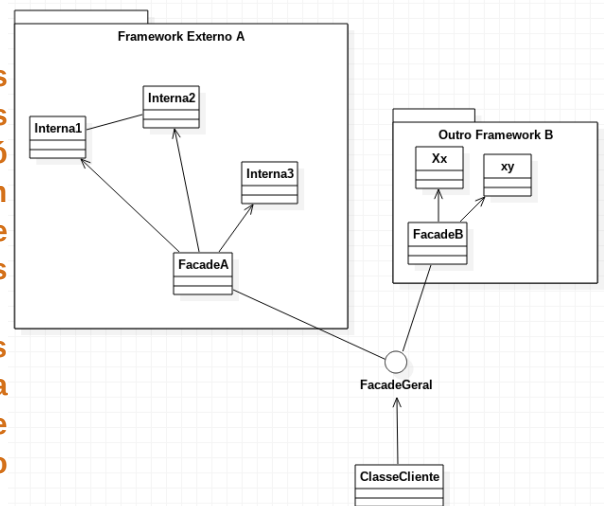 Framework Externo A
Interna2
Interna1
Interna3
FacadeA
Outro Framework B
Xx
xy
FacadeB
FacadeGeral
ClasseCliente